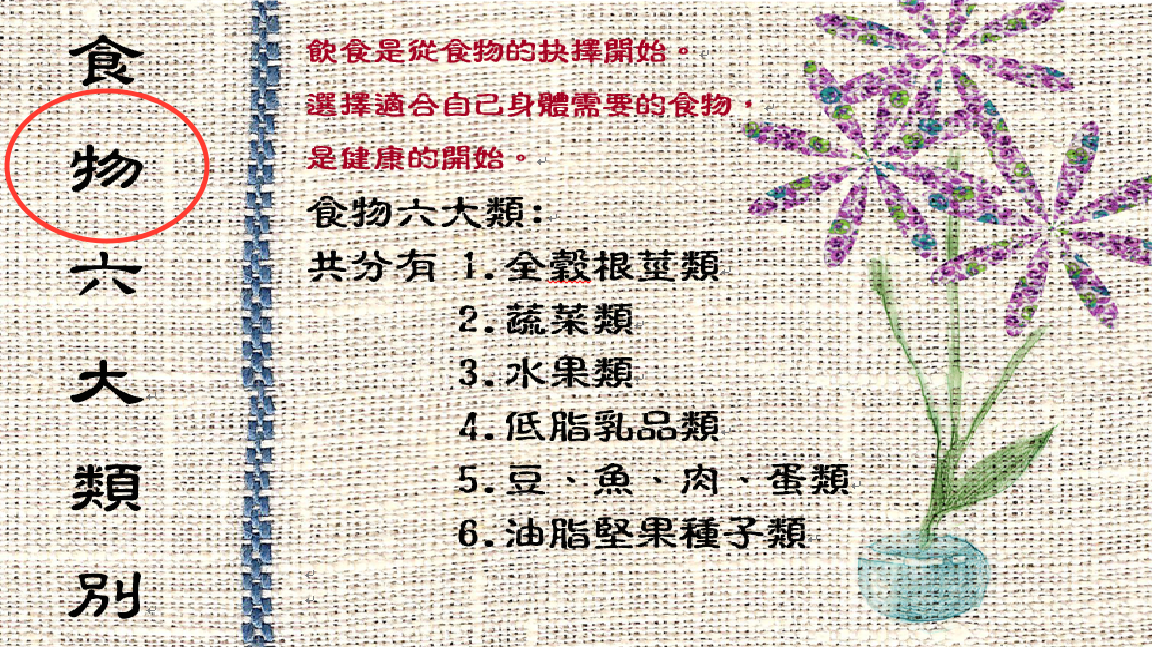 食物六大類別
飲食是從食物的抉擇開始。
選擇適合自己身體需要的食物，
是健康的開始。
食物六大類:
共分有 1.全穀根莖類
2.蔬菜類
3.水果類
4.低脂乳品類
5.豆、魚、肉、蛋類
6.油脂堅果種子類